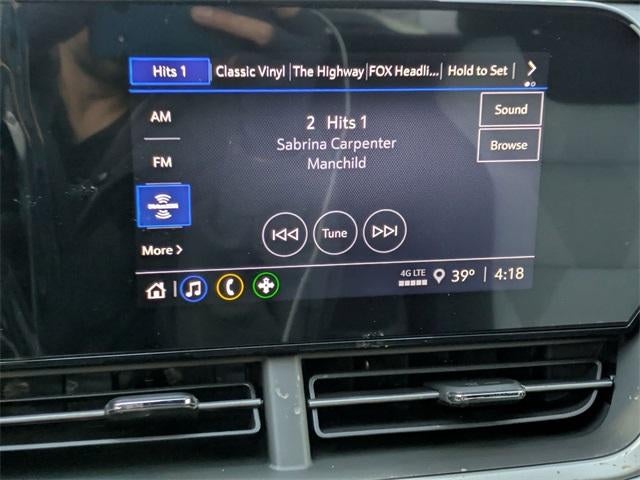 Hits 1 Classic Vinyl The Highway FOX Headli... Hold to Set
AM
2 Hits 1
Sound
Sabrina Carpenter
Browse
FM
Manchild
Tune
More >
4G LTE 39° 4:18